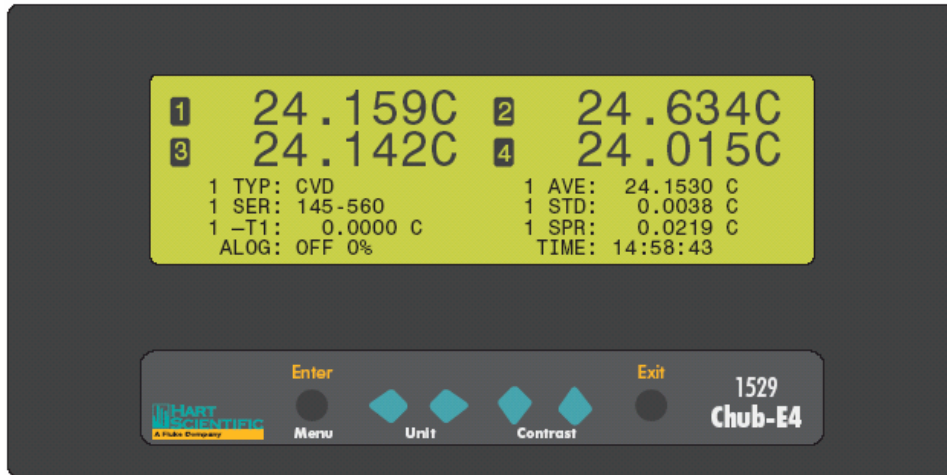 1 24.159C 2 24.634C
3 24.142C 4 24.015C
1 TYP: CVD 1 AVE: 24.1530 C
1 SER: 145-560 1 STD: 0.0038 C
1 –T1: 0.0000 C 1 SPR: 0.0219 C
ALOG: OFF 0% TIME: 14:58:43
Enter Exit
HART
SCIENTIFIC
A Fluke Company
Menu Unit Contrast
1529
Chub-E4